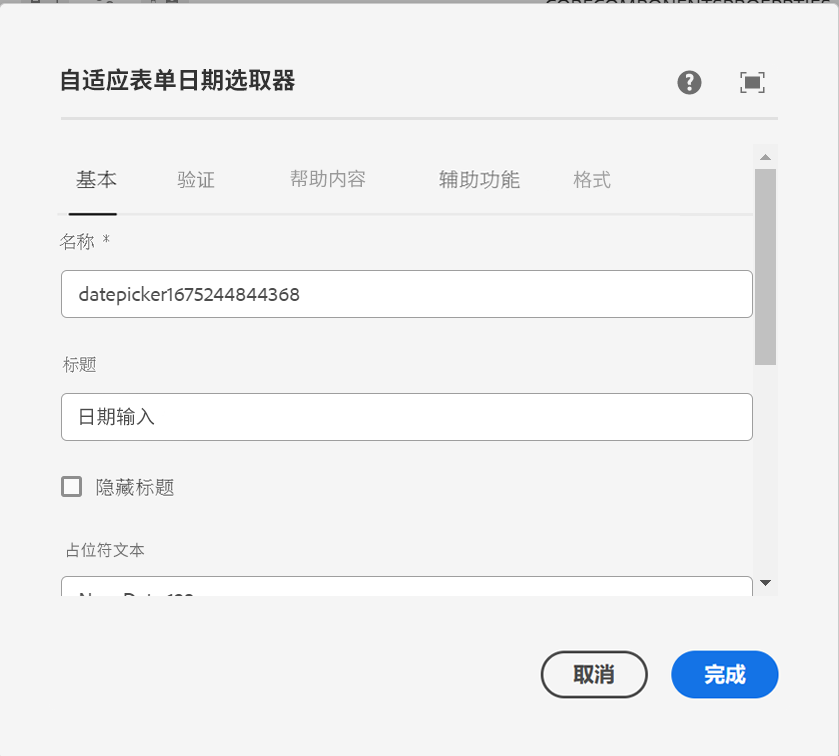 自适应表单日期选取器
基本 验证 帮助内容 辅助功能 格式
名称 *
datepicker1675244844368
标题
日期输入
隐藏标题
占位符文本
取消 完成